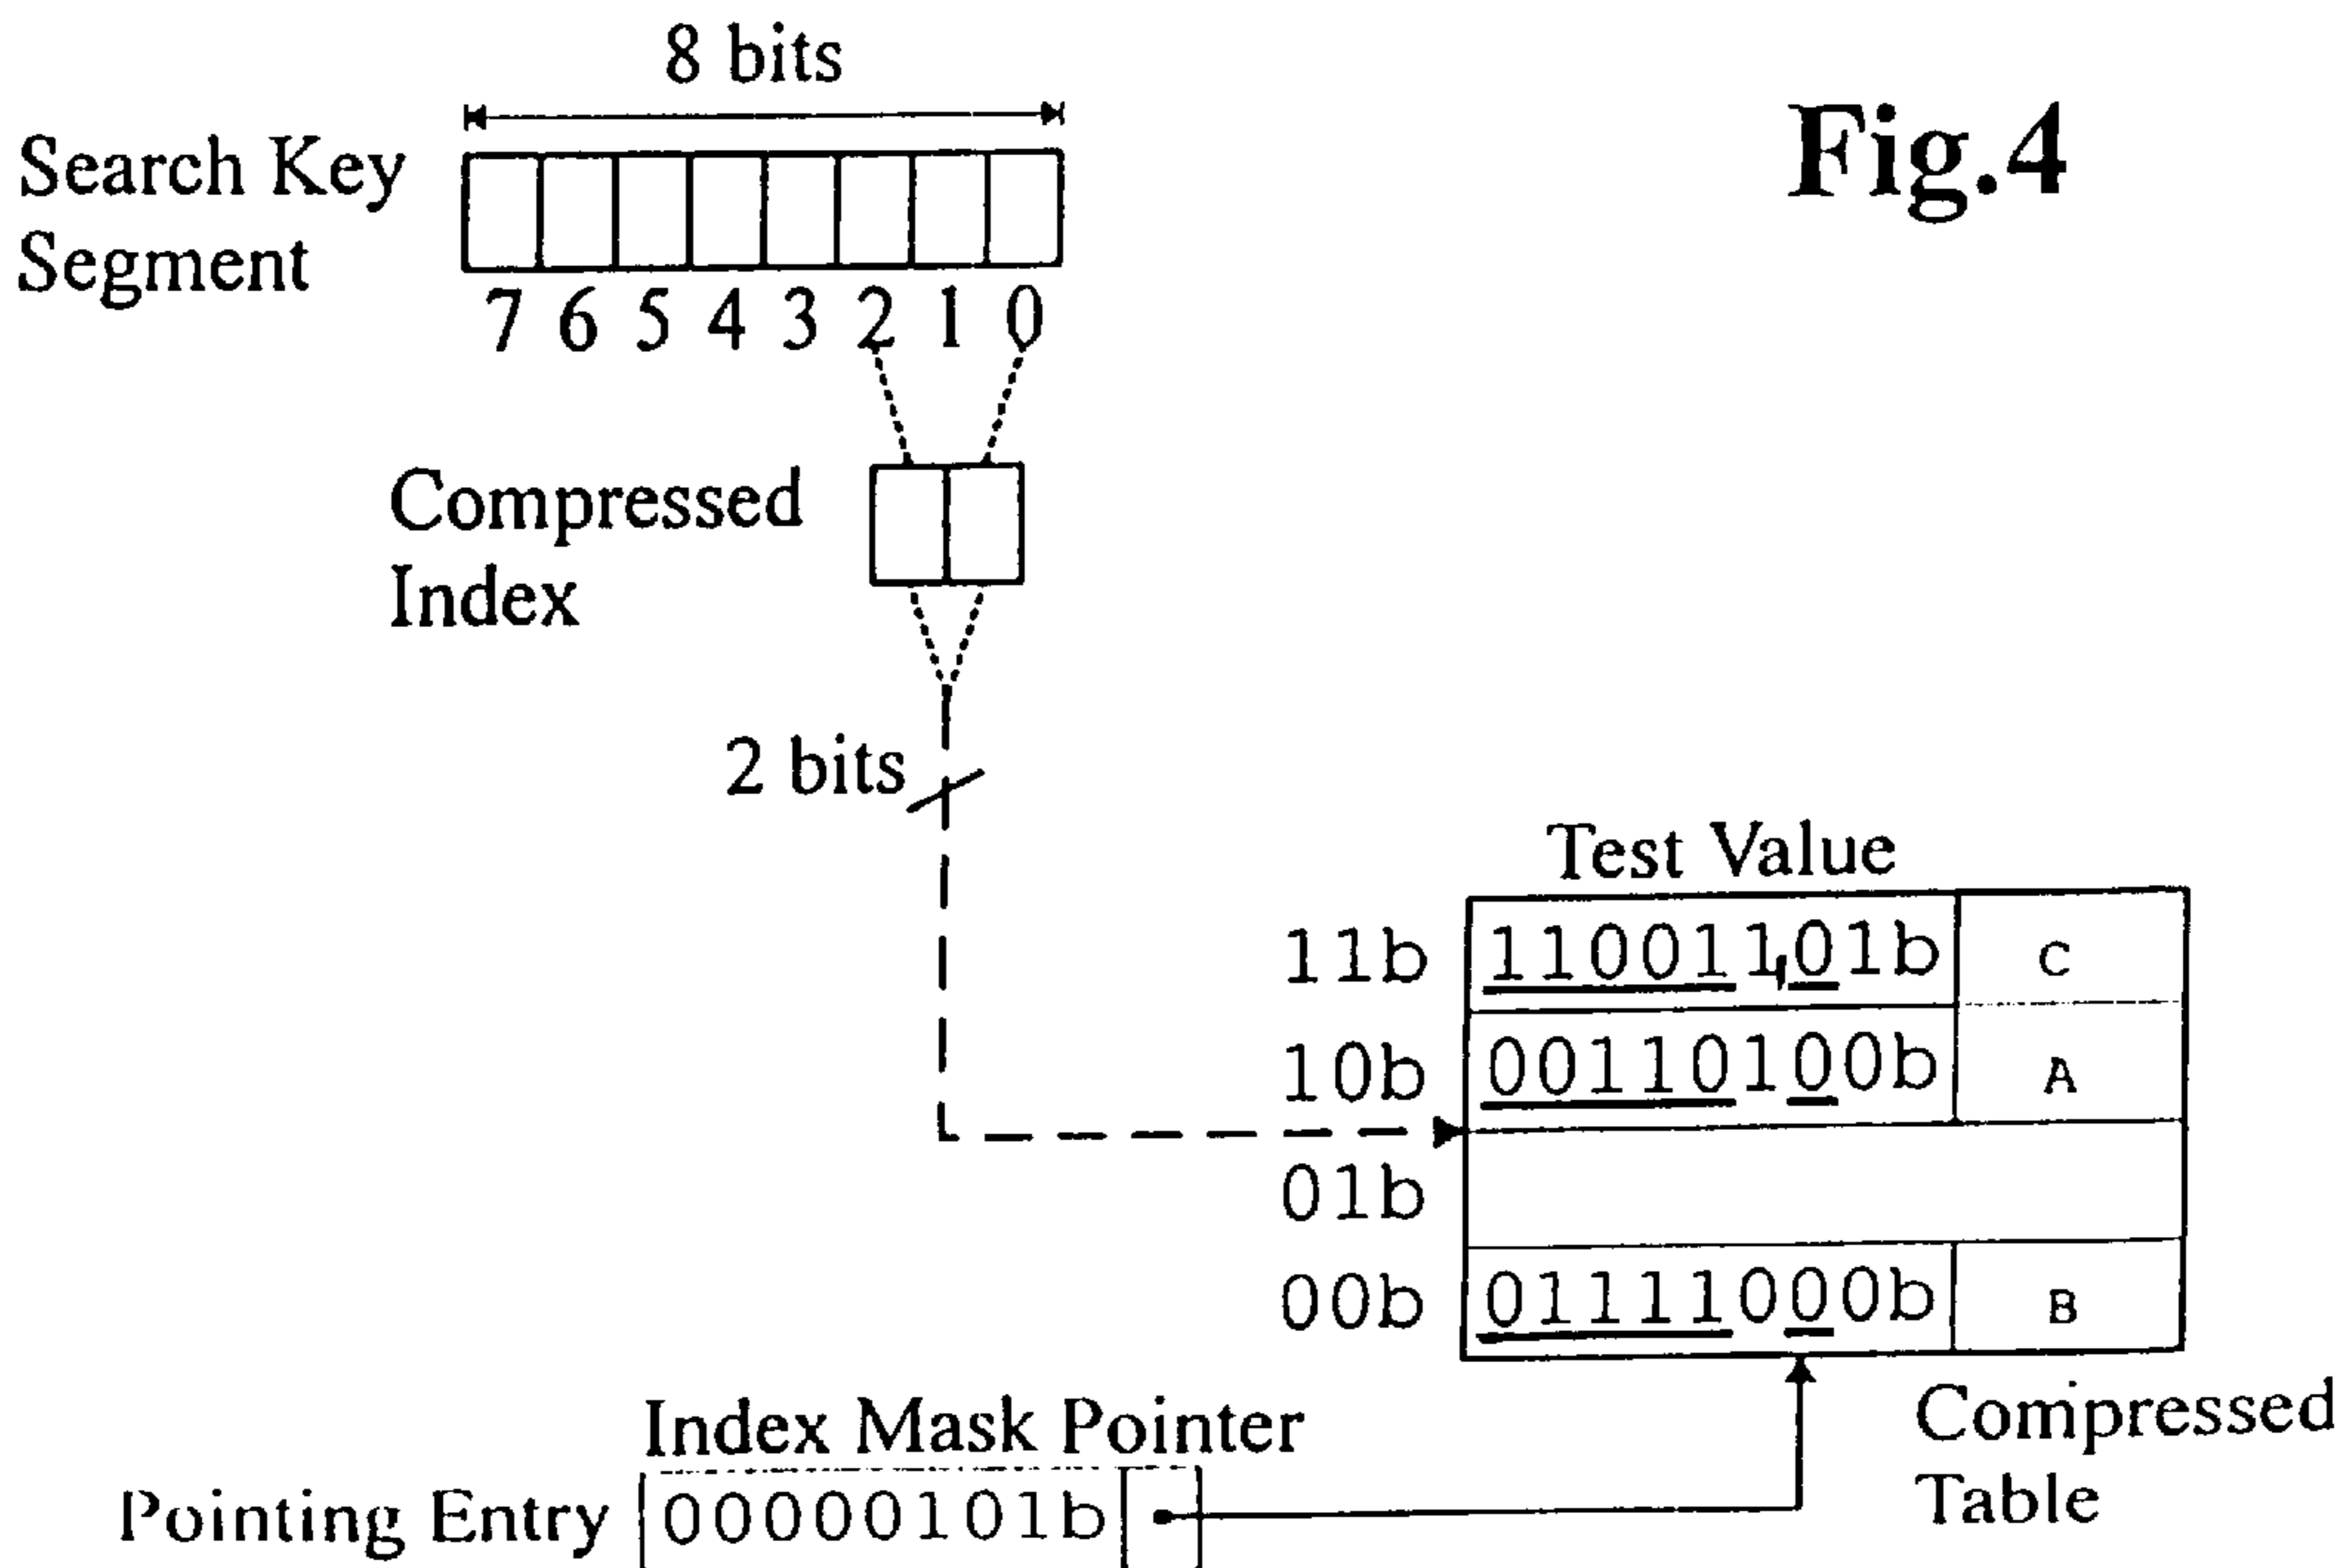 8 bits
Fig.4
Search Key
Segment
7 6 5 4 3 2 1 0
Compressed
Index
2 bits
Test Value
11b 11001101b C
10b 00110100b A
01b
00b 01111000b B
Compressed
Table
Index Mask Pointer
Pointing Entry 00000101b